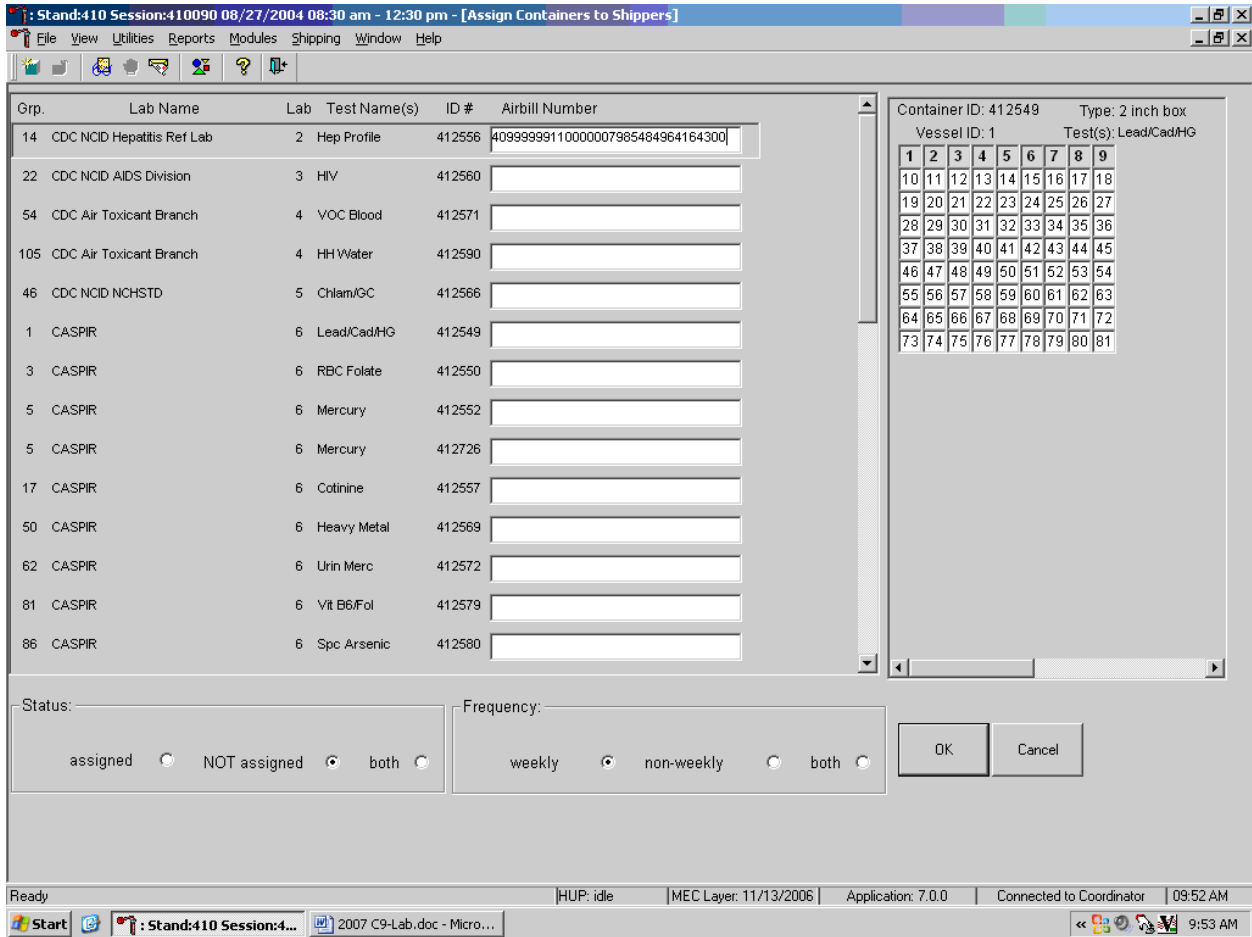 : Stand:410 Session:410090 08/27/2004 08:30 am - 12:30 pm - [Assign Containers to Shippers]
File View Utilities Reports Modules Shipping Window Help
Grp. Lab Name Lab Test Name(s) ID # Airbill Number
14 CDC NCID Hepatitis Ref Lab 2 Hep Profile 412556 4099999911000000798548496416430
22 CDC NCID AIDS Division 3 HIV 412560
54 CDC Air Toxicant Branch 4 VOC Blood 412571
105 CDC Air Toxicant Branch 4 HH Water 412590
46 CDC NCID NCHSTD 5 Chlam/GC 412566
1 CASPIR 6 Lead/Cad/HG 412549
3 CASPIR 6 RBC Folate 412550
5 CASPIR 6 Mercury 412552
5 CASPIR 6 Mercury 412726
17 CASPIR 6 Cotinine 412557
50 CASPIR 6 Heavy Metal 412569
62 CASPIR 6 Urin Merc 412572
81 CASPIR 6 Vit B6/Fol 412579
86 CASPIR 6 Spc Arsenic 412580
Container ID: 412549 Type: 2 inch box
Vessel ID: 1 Test(s): Lead/Cad/HG
1 2 3 4 5 6 7 8 9
10 11 12 13 14 15 16 17 18
19 20 21 22 23 24 25 26 27
28 29 30 31 32 33 34 35 36
37 38 39 40 41 42 43 44 45
46 47 48 49 50 51 52 53 54
55 56 57 58 59 60 61 62 63
64 65 66 67 68 69 70 71 72
73 74 75 76 77 78 79 80 81
Status:
assigned NOT assigned both
Frequency:
weekly non-weekly both
OK Cancel
Ready HUP: idle MEC Layer: 11/13/2006 Application: 7.0.0 Connected to Coordinator 09:52 AM
Start : Stand:410 Session:4... 2007 C9-Lab.doc - Micro... « 9:53 AM